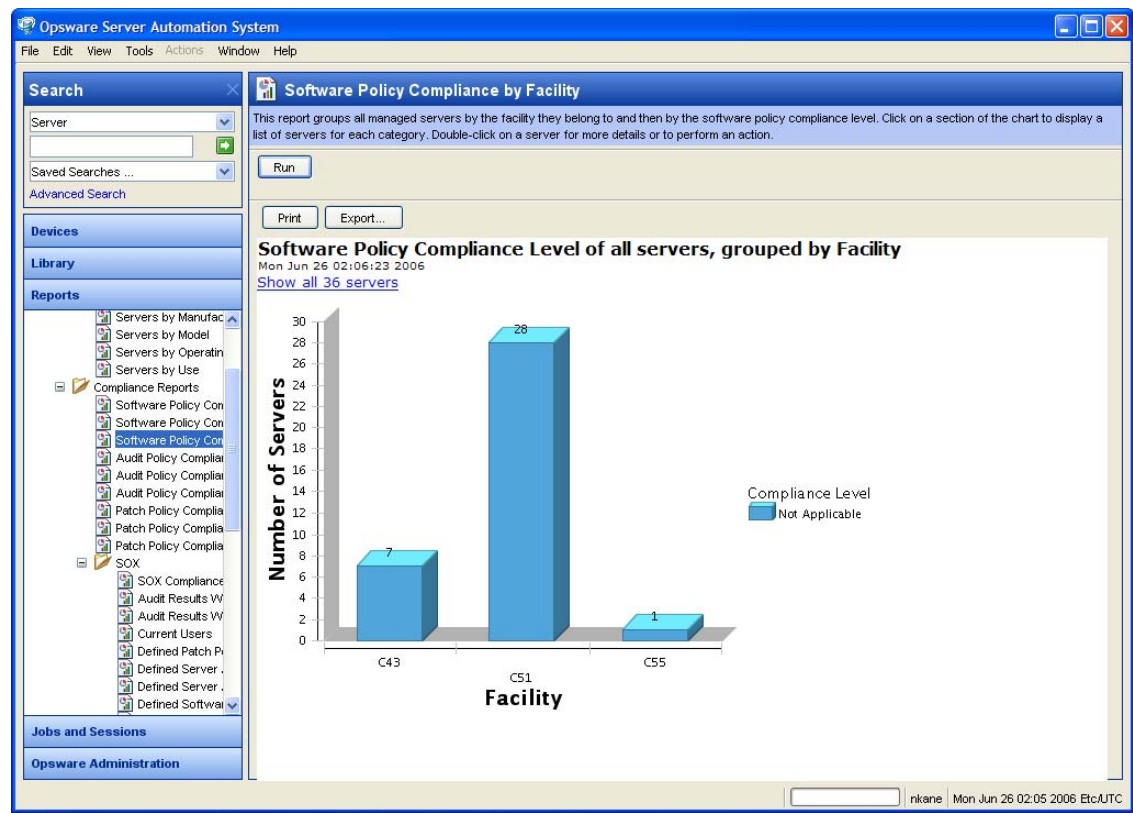 Opsware Server Automation System
File Edit View Tools Actions Window Help
Search
Server
Saved Searches ...
Advanced Search
Devices
Library
Reports
Servers by Manufac
Servers by Model
Servers by Operatin
Servers by Use
Compliance Reports
Software Policy Con
Software Policy Con
Software Policy Con
Audit Policy Complian
Audit Policy Complian
Audit Policy Complian
Patch Policy Complia
Patch Policy Complia
Patch Policy Complia
SOX
SOX Compliance
Audit Results W
Audit Results W
Current Users
Defined Patch Po
Defined Server .
Defined Server .
Defined Softwar
Jobs and Sessions
Opsware Administration
Software Policy Compliance by Facility
This report groups all managed servers by the facility they belong to and then by the software policy compliance level. Click on a section of the chart to display a
list of servers for each category. Double-click on a server for more details or to perform an action.
Run
Print Export...
Software Policy Compliance Level of all servers, grouped by Facility
Mon Jun 26 02:06:23 2006
Show all 36 servers
Number of Servers
30
28
26
24
22
20
18
16
14
12
10
8
6
4
2
0
7
28
1
C43
C51
C55
Facility
Compliance Level
Not Applicable
nkane Mon Jun 26 02:05 2006 Etc/UTC